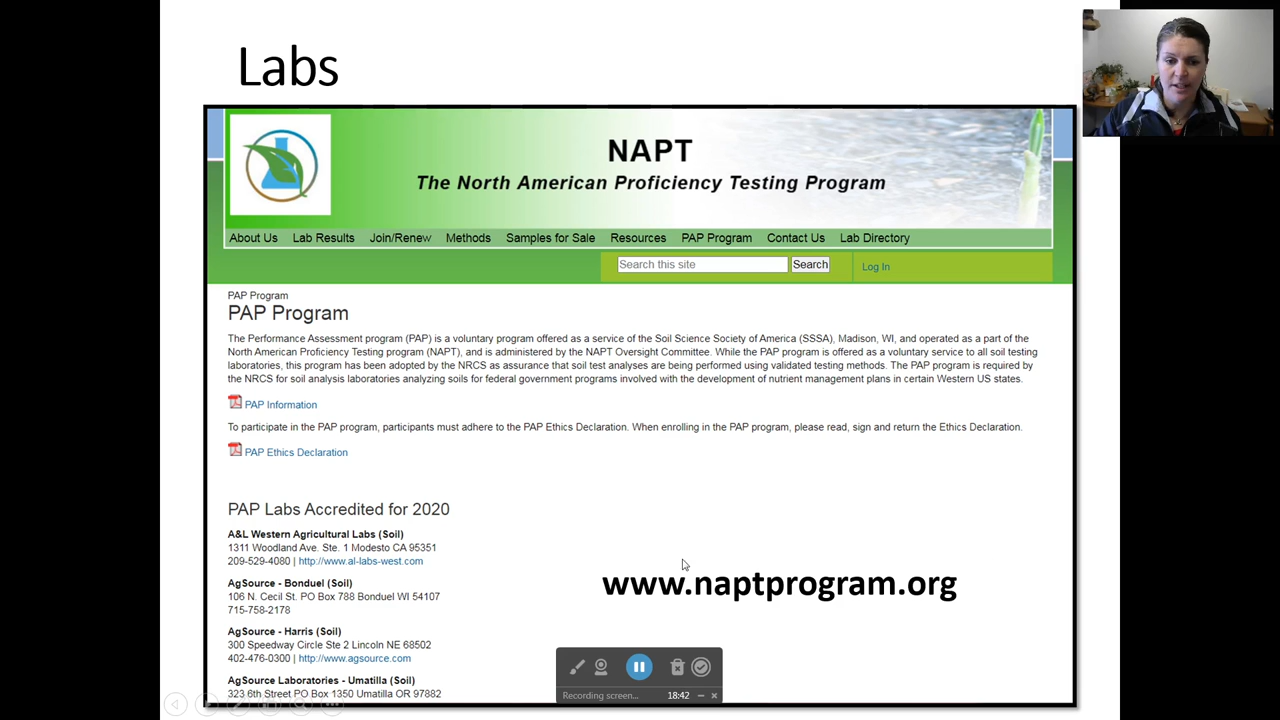 Labs
NAPT
The North American Proficiency Testing Program
About Us Lab Results Join/Renew Methods Samples for Sale Resources PAP Program Contact Us Lab Directory
Search this site Search Log In
PAP Program
PAP Program
The Performance Assessment program (PAP) is a voluntary program offered as a service of the Soil Science Society of America (SSSA), Madison, WI, and operated as a part of the
North American Proficiency Testing program (NAPT), and is administered by the NAPT Oversight Committee. While the PAP program is offered as a voluntary service to all soil testing
laboratories, this program has been adopted by the NRCS as assurance that soil test analyses are being performed using validated testing methods. The PAP program is required by
the NRCS for soil analysis laboratories analyzing soils for federal government programs involved with the development of nutrient management plans in certain Western US states.
PAP Information
To participate in the PAP program, participants must adhere to the PAP Ethics Declaration. When enrolling in the PAP program, please read, sign and return the Ethics Declaration.
PAP Ethics Declaration
PAP Labs Accredited for 2020
A&L Western Agricultural Labs (Soil)
1311 Woodland Ave. Ste. 1 Modesto CA 95351
209-529-4080 | http://www.al-labs-west.com
AgSource - Bonduel (Soil)
106 N. Cecil St. PO Box 788 Bonduel WI 54107
715-758-2178
AgSource - Harris (Soil)
300 Speedway Circle Ste 2 Lincoln NE 68502
402-476-0300 | http://www.agsource.com
AgSource Laboratories - Umatilla (Soil)
323 6th Street PO Box 1350 Umatilla OR 97882
www.naptprogram.org
Recording screen... 18:42